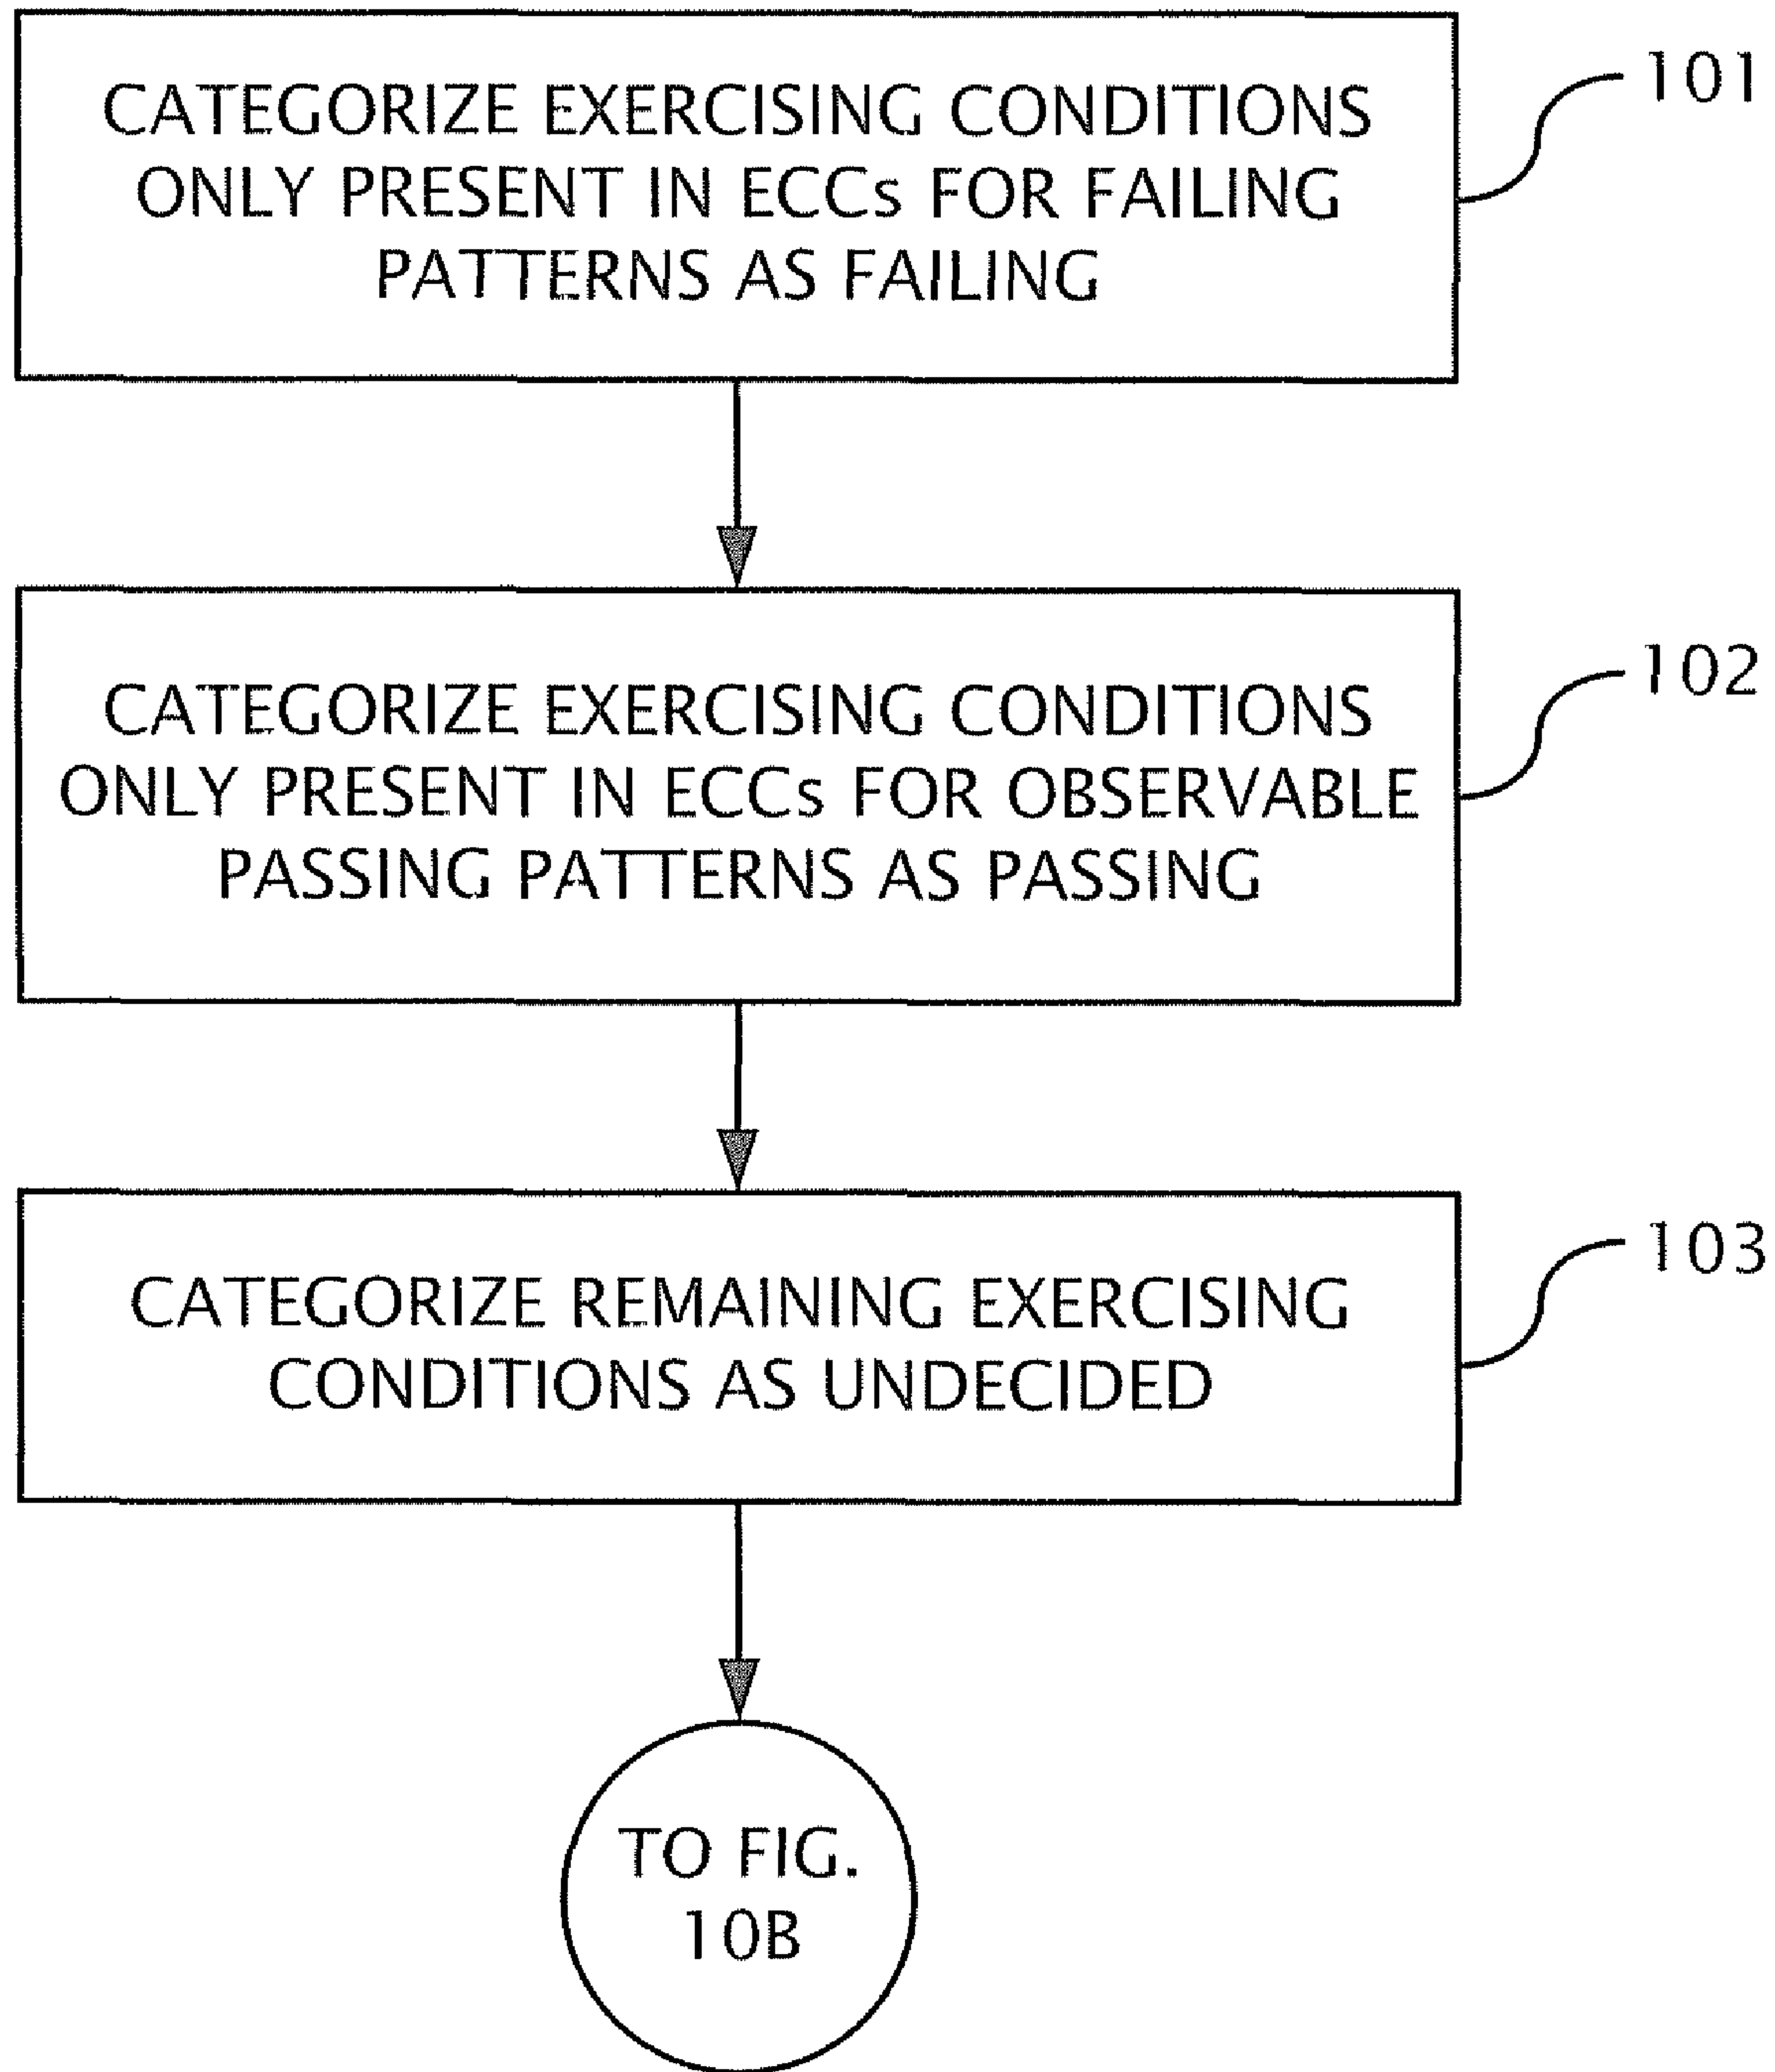 CATEGORIZE EXERCISING CONDITIONS
ONLY PRESENT IN ECCs FOR FAILING
PATTERNS AS FAILING
101
CATEGORIZE EXERCISING CONDITIONS
ONLY PRESENT IN ECCs FOR OBSERVABLE
PASSING PATTERNS AS PASSING
102
CATEGORIZE REMAINING EXERCISING
CONDITIONS AS UNDECIDED
103
TO FIG.
10B